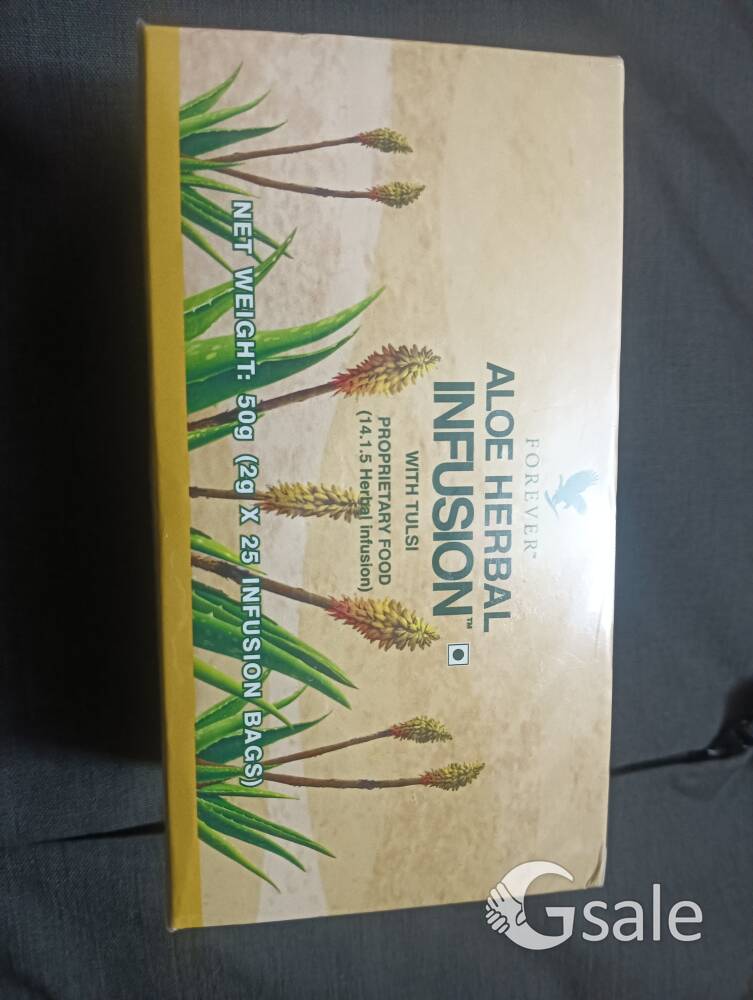 FOREVER™
ALOE HERBAL
INFUSION™
WITH TULSI
PROPRIETARY FOOD
(14.1.5 Herbal infusion)
NET WEIGHT: 50g (2g X 25 INFUSION BAGS)
Gsale